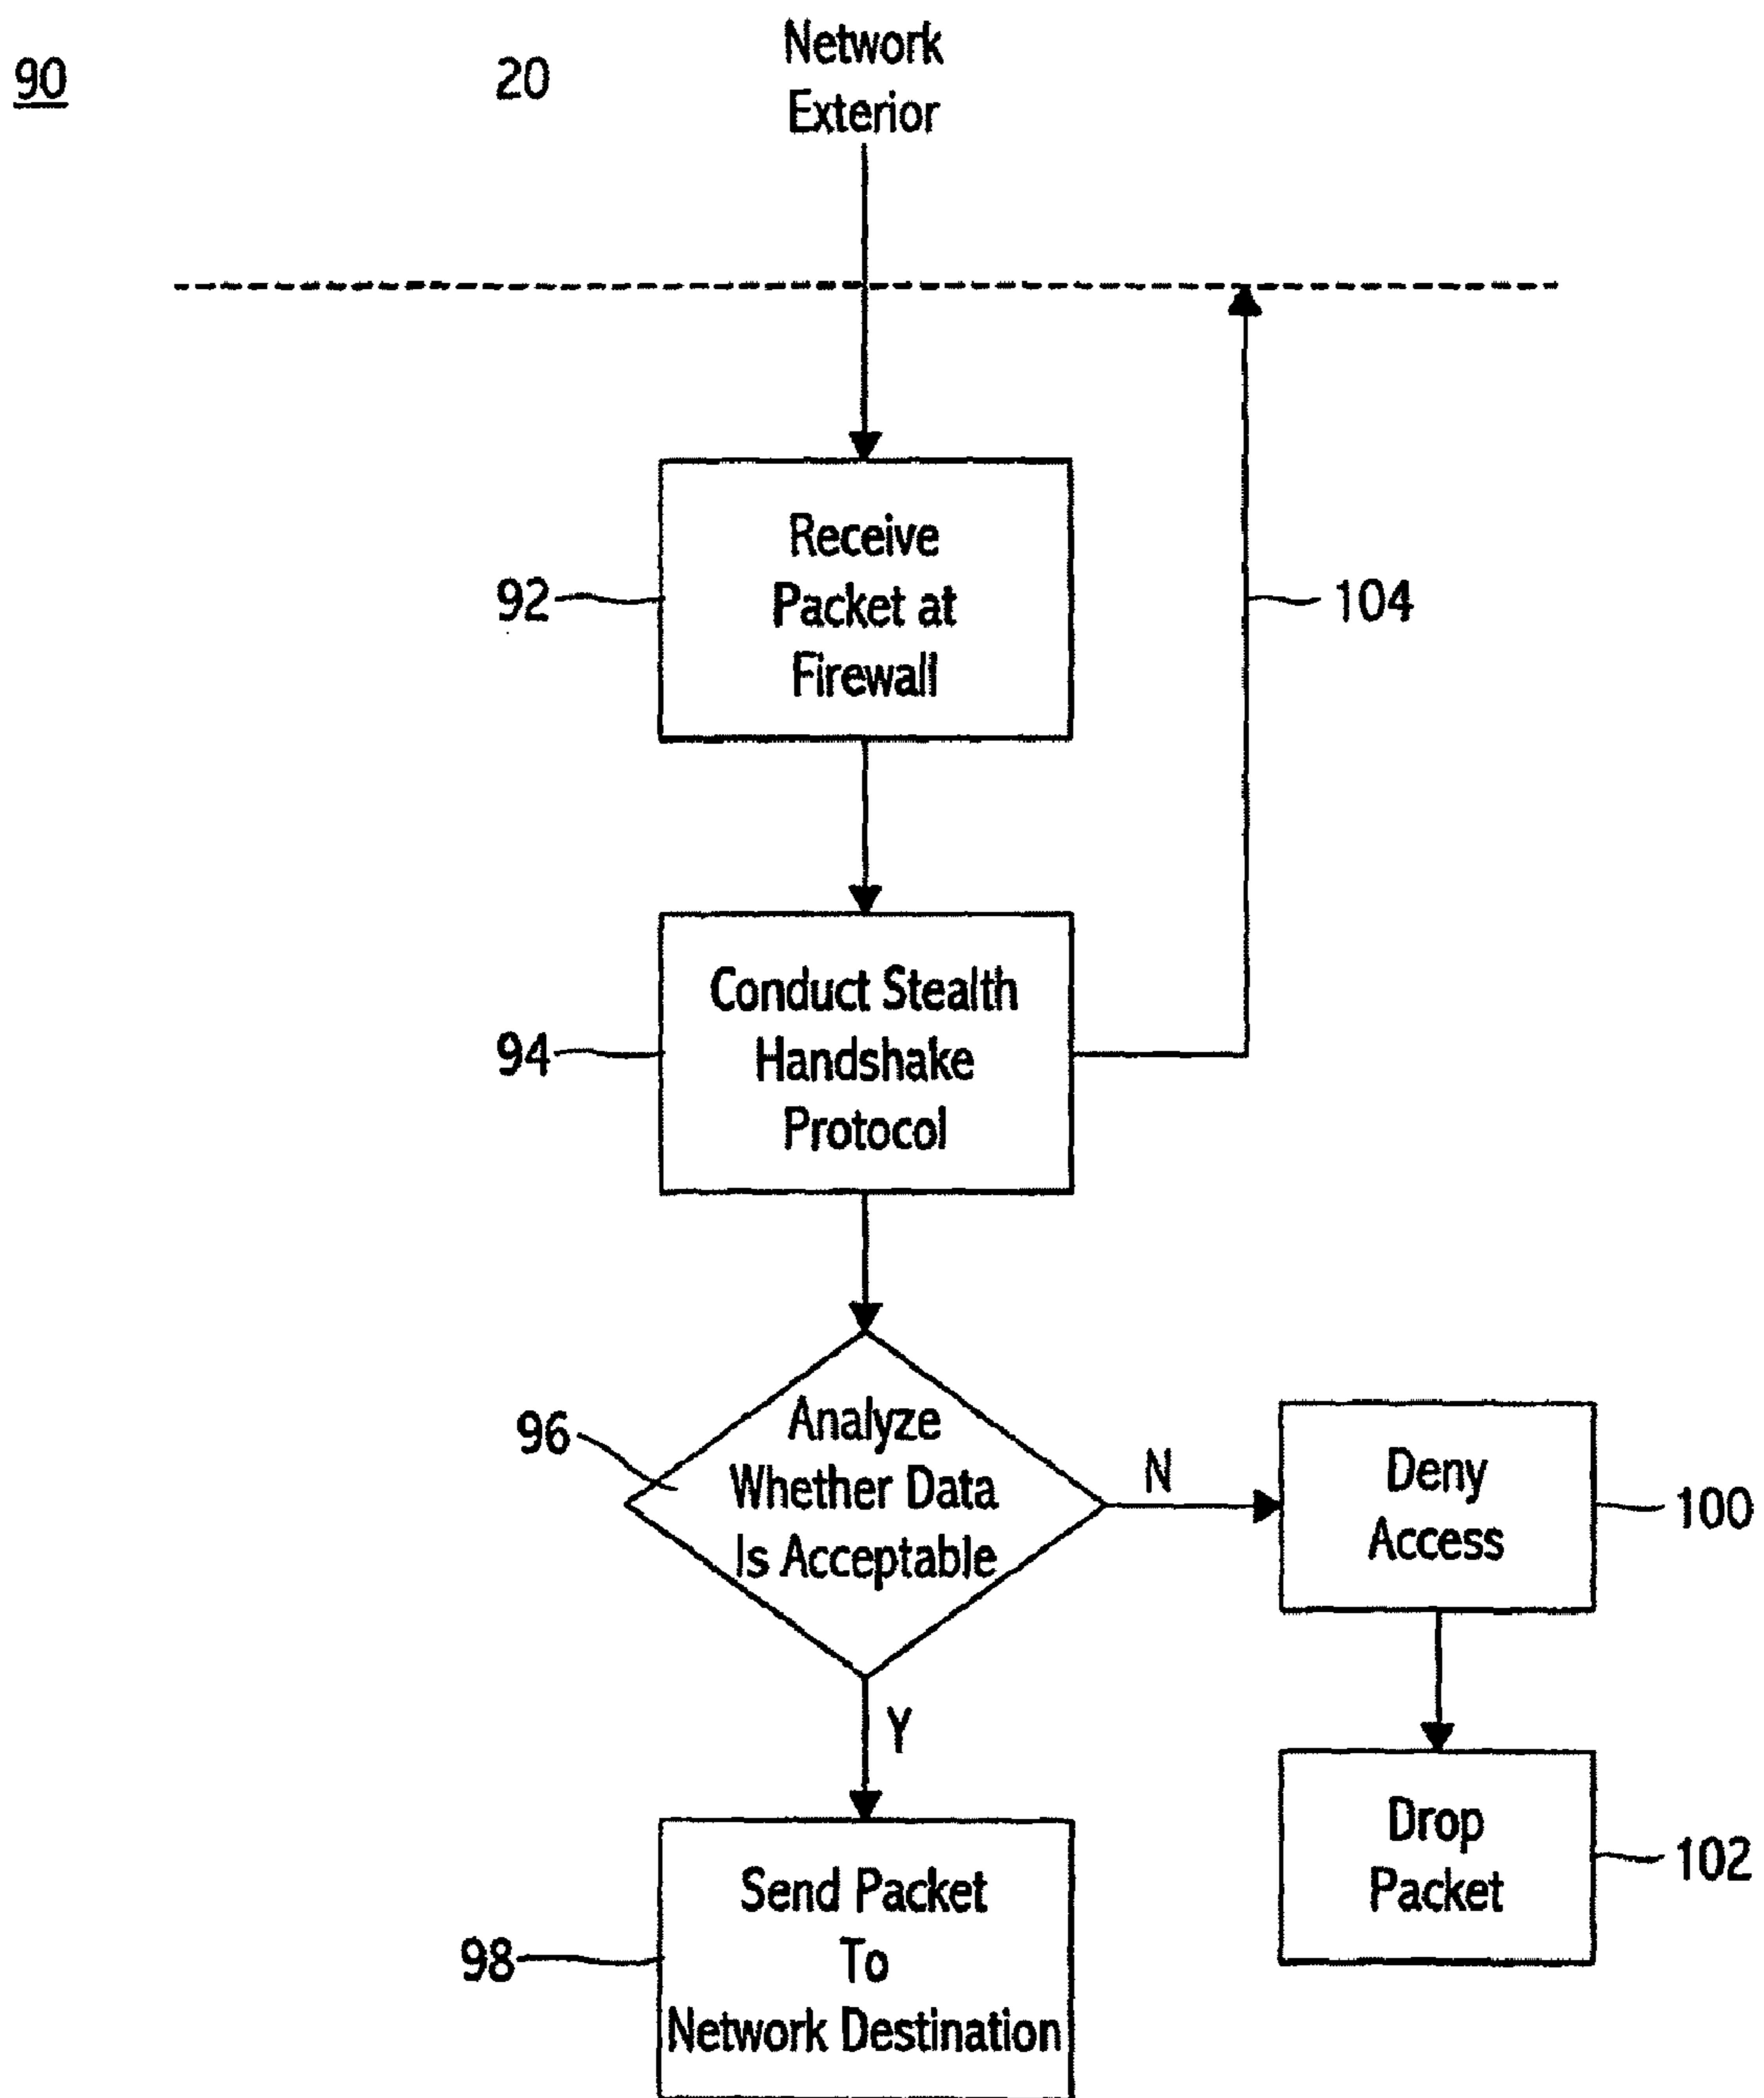 90
20
Network
Exterior
92
Receive
Packet at
Firewall
104
94
Conduct Stealth
Handshake
Protocol
96
Analyze
Whether Data
Is Acceptable
N
Deny
Access
100
Y
Drop
Packet
102
98
Send Packet
To
Network Destination